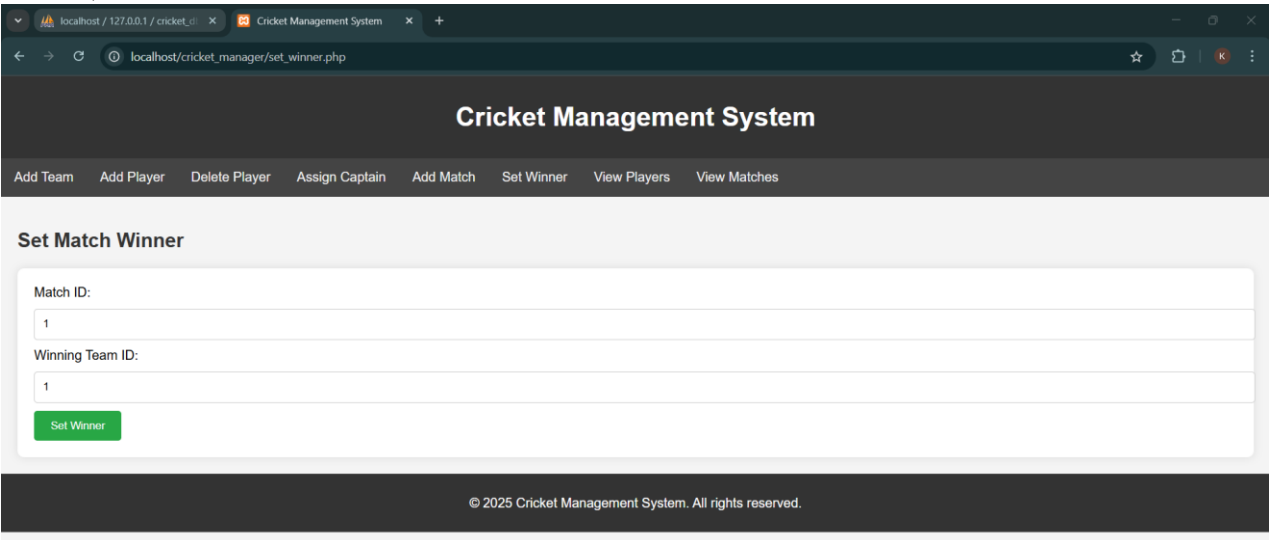 localhost / 127.0.0.1 / cricket_d
Cricket Management System
localhost/cricket_manager/set_winner.php
K
Cricket Management System
Add Team Add Player Delete Player Assign Captain Add Match Set Winner View Players View Matches
Set Match Winner
Match ID:
1
Winning Team ID:
1
Set Winner
© 2025 Cricket Management System. All rights reserved.